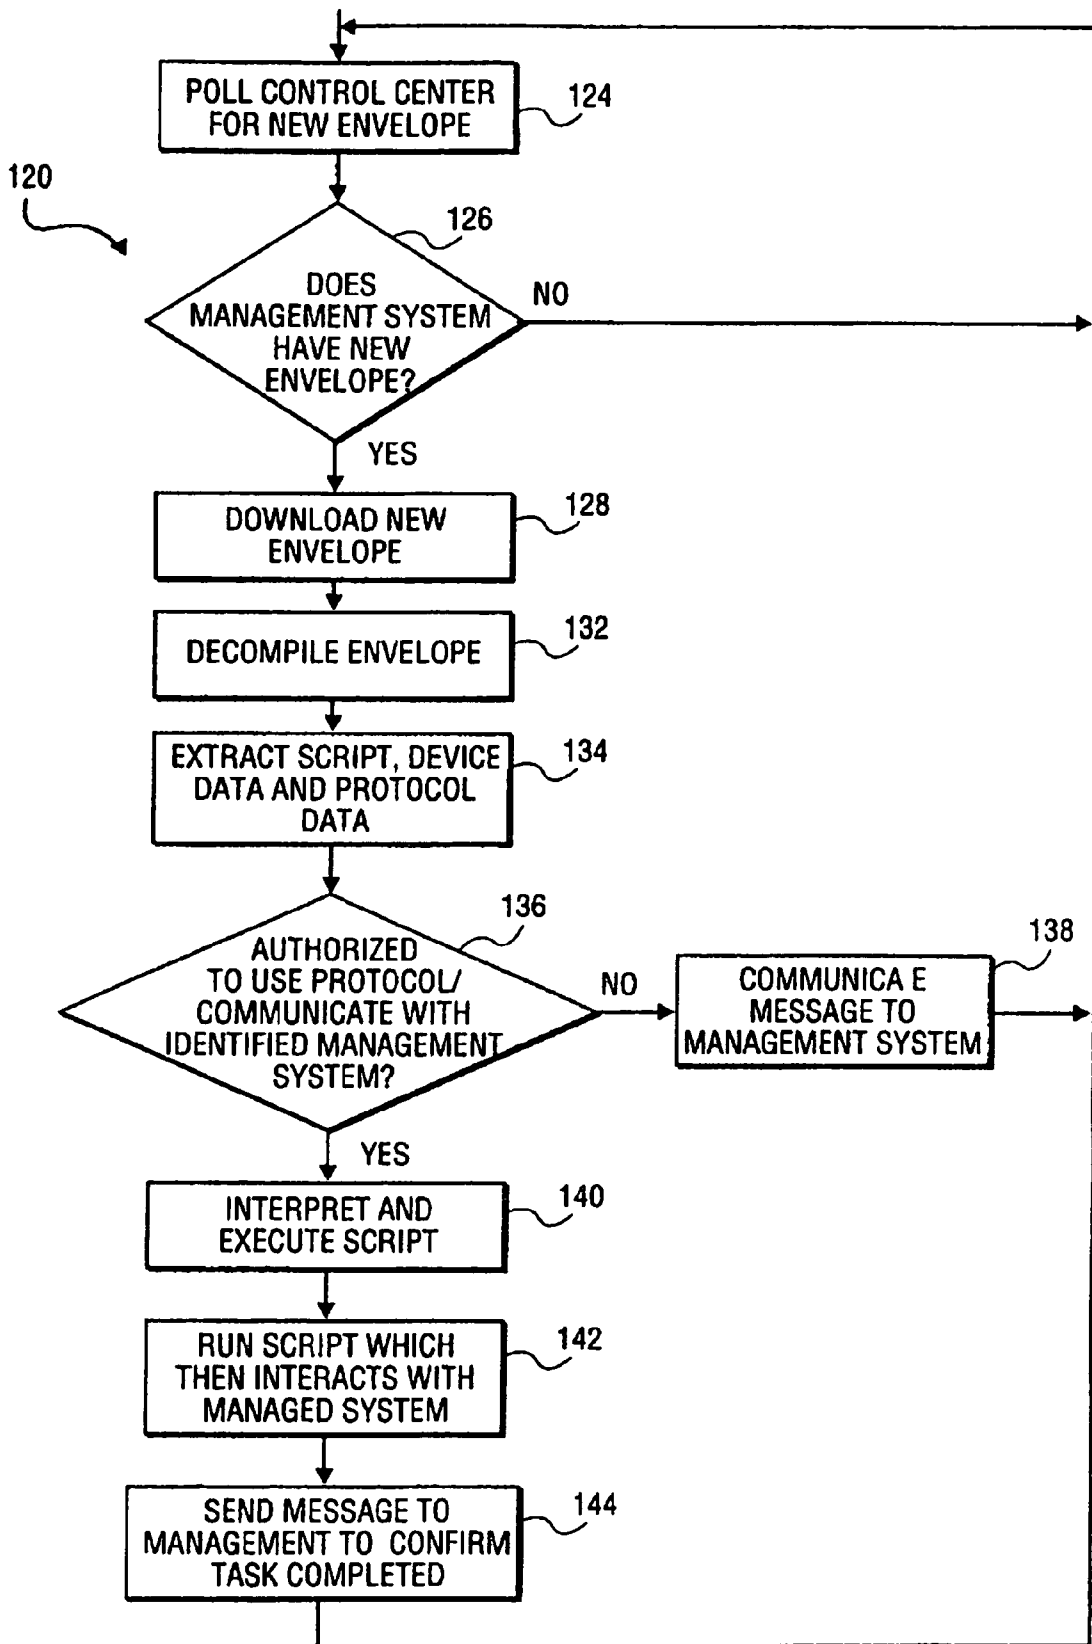 POLL CONTROL CENTER
FOR NEW ENVELOPE
124
120
126
DOES
MANAGEMENT SYSTEM
HAVE NEW
ENVELOPE?
NO
YES
DOWNLOAD NEW
ENVELOPE
128
DECOMPILE ENVELOPE
132
EXTRACT SCRIPT, DEVICE
DATA AND PROTOCOL
DATA
134
136
AUTHORIZED
TO USE PROTOCOL/
COMMUNICATE WITH
IDENTIFIED MANAGEMENT
SYSTEM?
NO
COMMUNICA E
MESSAGE TO
MANAGEMENT SYSTEM
138
YES
INTERPRET AND
EXECUTE SCRIPT
140
RUN SCRIPT WHICH
THEN INTERACTS WITH
MANAGED SYSTEM
142
SEND MESSAGE TO
MANAGEMENT TO CONFIRM
TASK COMPLETED
144